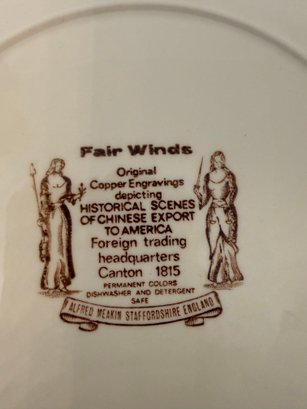 Fair Winds
Original
Copper Engravings
depicting
HISTORICAL SCENES
OF CHINESE EXPORT
TO AMERICA
Foreign trading
headquarters
Canton 1815
PERMANENT COLORS
DISHWASHER AND DETERGENT
SAFE
ALFRED MEAKIN STAFFORDSHIRE ENGLAND